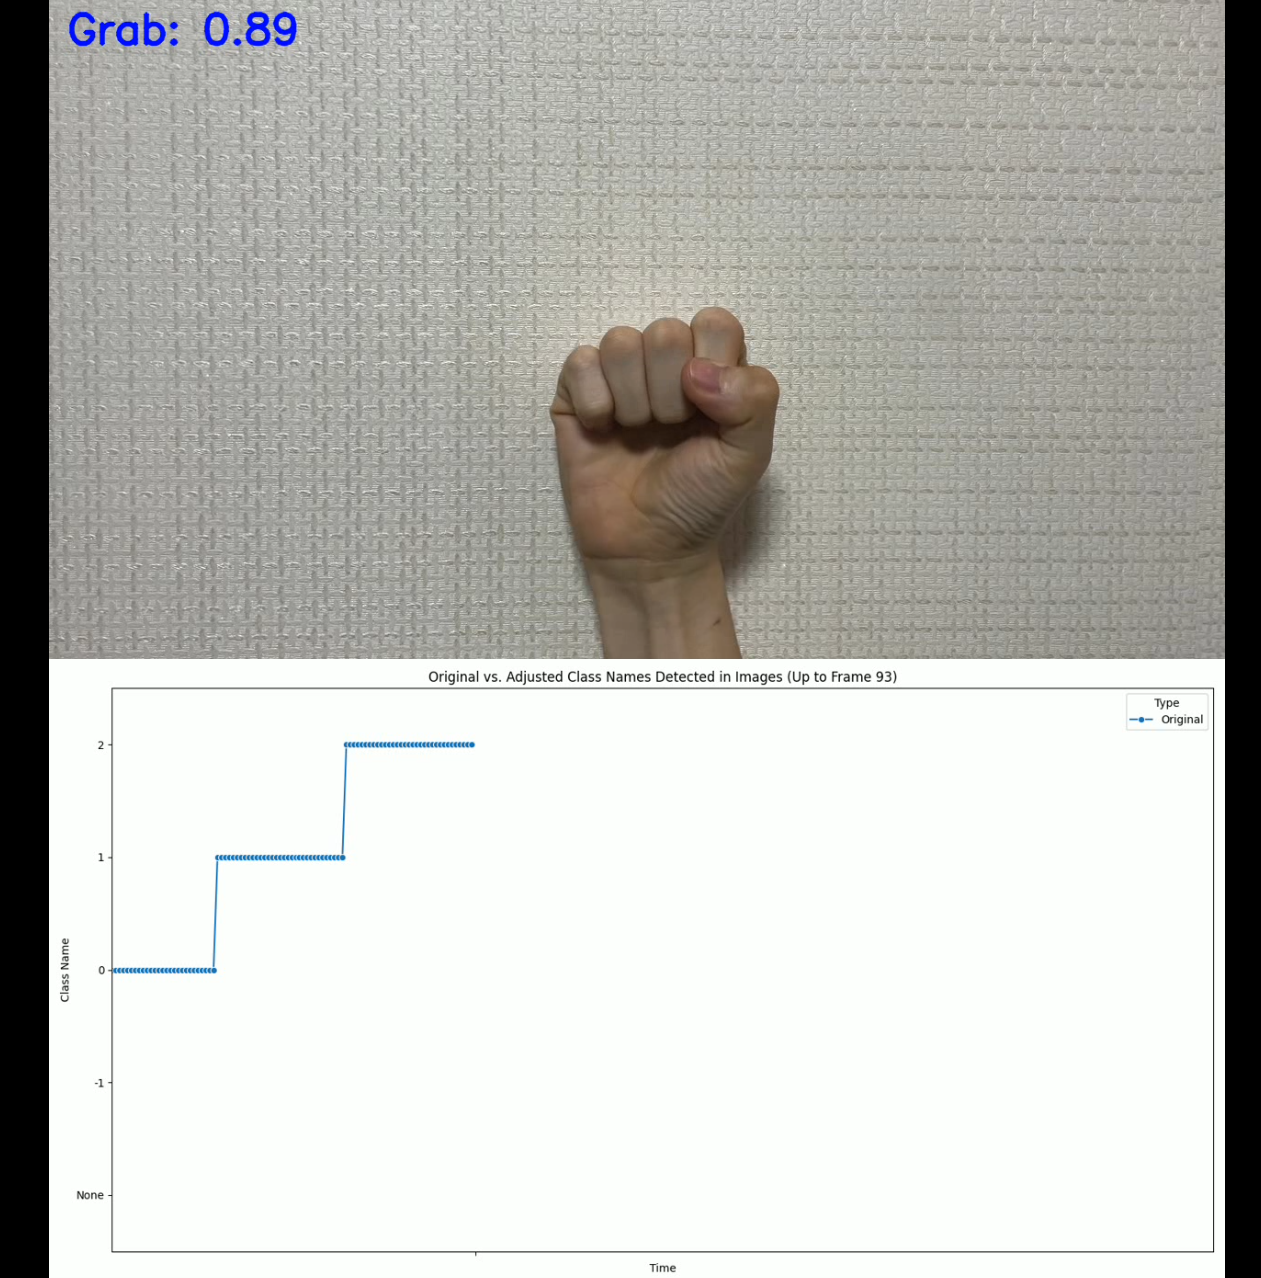 Grab: 0.89
Original vs. Adjusted Class Names Detected in Images (Up to Frame 93)
Type
Original
2
1
0
-1
None
Class Name
Time